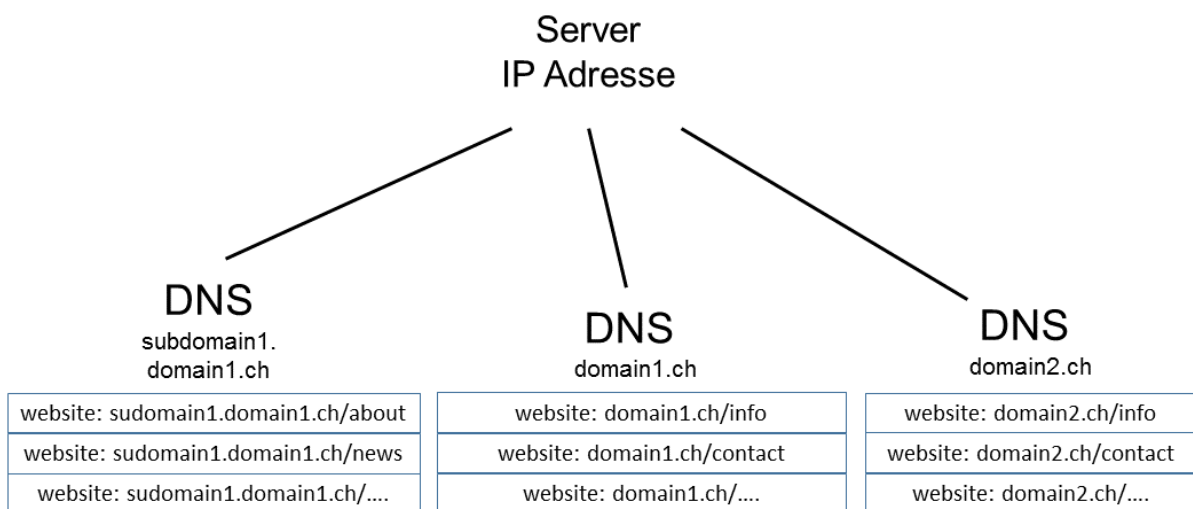 Server
IP Adresse
DNS
subdomain1.
domain1.ch
website: sudomain1.domain1.ch/about
website: sudomain1.domain1.ch/news
website: sudomain1.domain1.ch/....
DNS
domain1.ch
website: domain1.ch/info
website: domain1.ch/contact
website: domain1.ch/....
DNS
domain2.ch
website: domain2.ch/info
website: domain2.ch/contact
website: domain2.ch/....